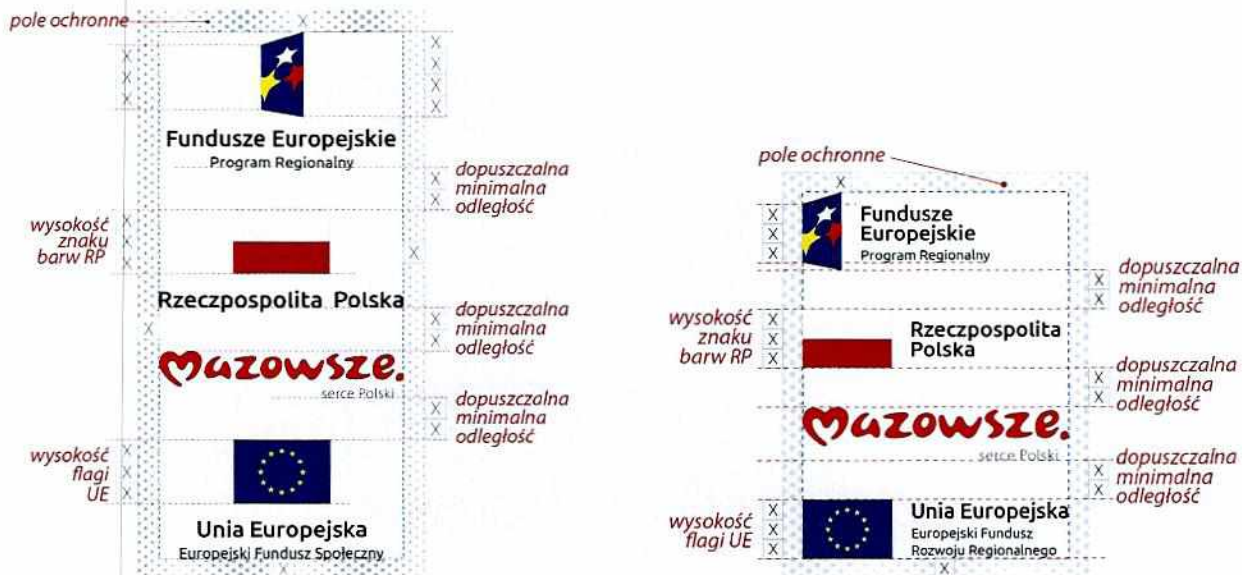 pole ochronne
X
X
X
X
X
X
X
X
Fundusze Europejskie
Program Regionalny
X
X
dopuszczalna
minimalna
odległość
wysokość
znaku
barw RP
X
X
X
X
Rzeczpospolita Polska
X
X
X
dopuszczalna
minimalna
odległość
mazowsze.
serce Polski
X
X
dopuszczalna
minimalna
odległość
wysokość
flagi
UE
X
X
X
Unia Europejska
Europejski Fundusz Społeczny
X
pole ochronne
X
X
X
X
Fundusze
Europejskie
Program Regionalny
X
X
dopuszczalna
minimalna
odległość
wysokość
znaku
barw RP
X
X
X
Rzeczpospolita
Polska
X
X
dopuszczalna
minimalna
odległość
mazowsze.
serce Polski
X
X
dopuszczalna
minimalna
odległość
wysokość
flagi UE
X
X
X
Unia Europejska
Europejski Fundusz
Rozwoju Regionalnego
X